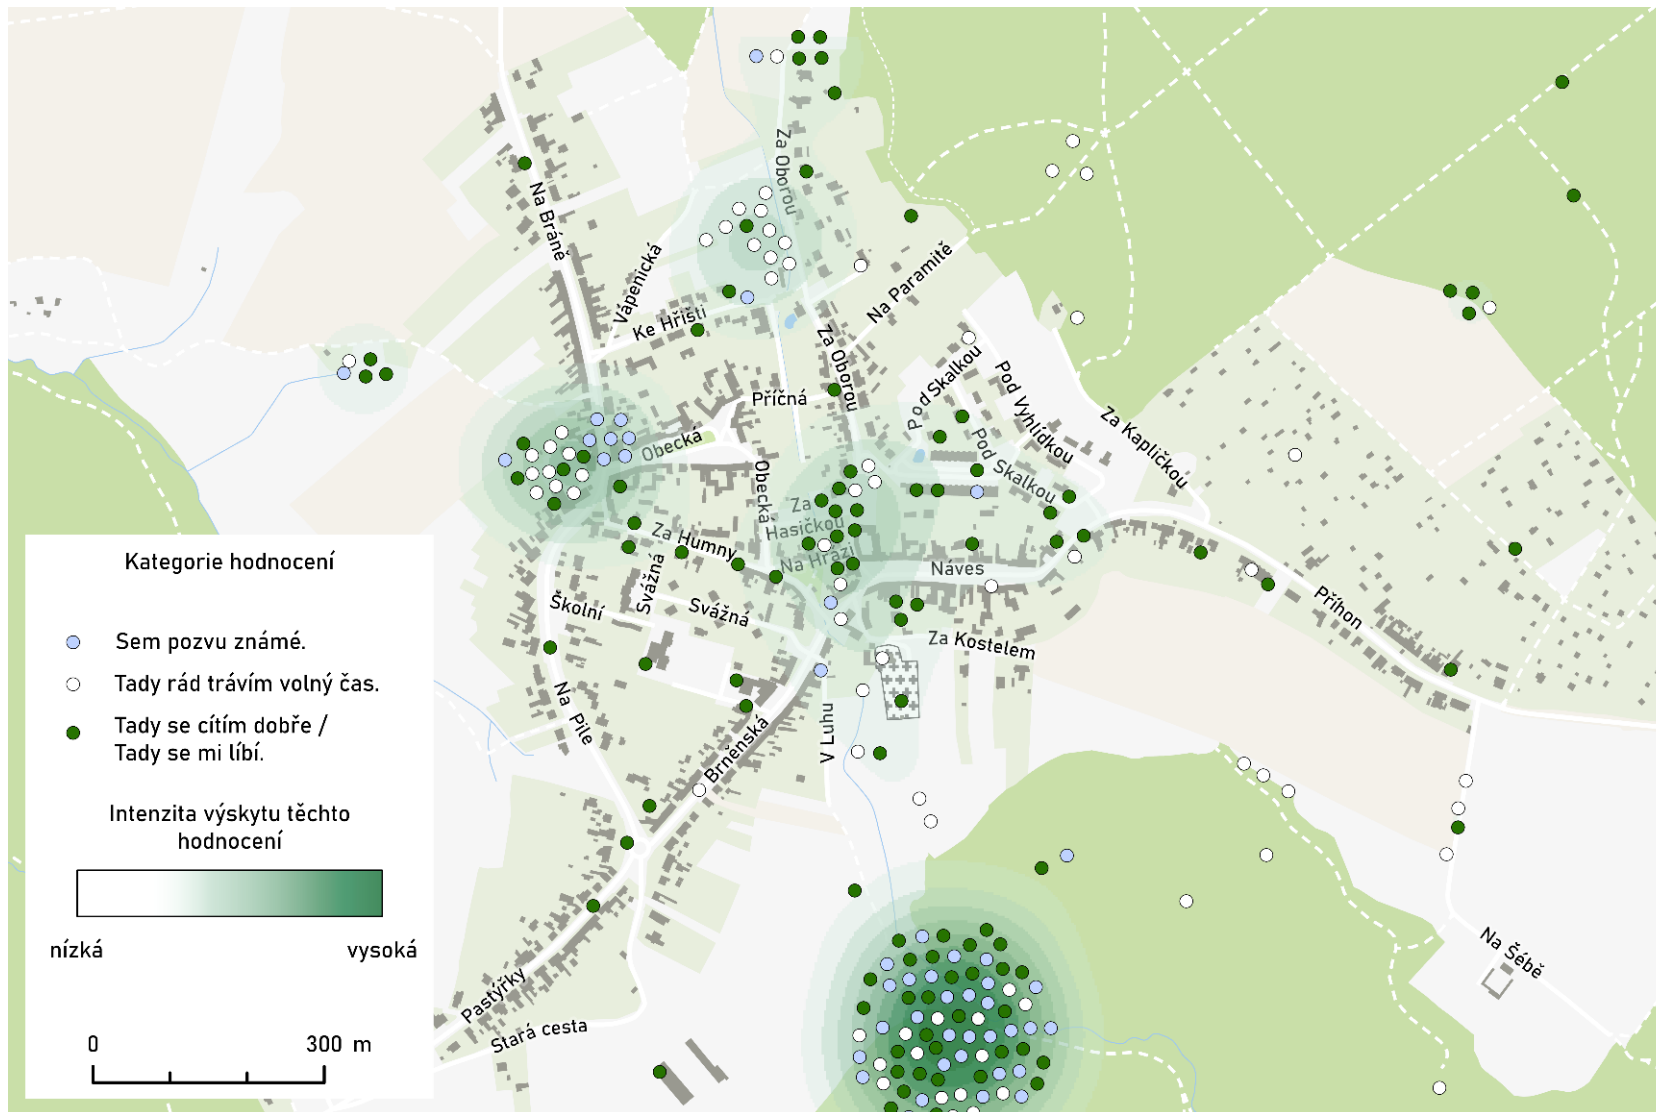 Za Oborou
Na Bráně
Vápenická
Na Paramitě
Ke Hřišti
Za Oborou
Pod Skalkou
Pod Vyhlídkou
Příčná
Za Kapličkou
Obecká
Pod Skalkou
Obecká
Za
Hasičkou
Za Humny
Na Hrázi
Náves
Svážná
Školní
Svážná
Příhon
Za Kostelem
Na Pile
V Luhu
Brněnská
Na Šébě
Pastýřky
Stará cesta
Kategorie hodnocení
Sem pozvu známé.
Tady rád trávím volný čas.
Tady se cítím dobře /
Tady se mi líbí.
Intenzita výskytu těchto
hodnocení
nízká vysoká
0 300 m